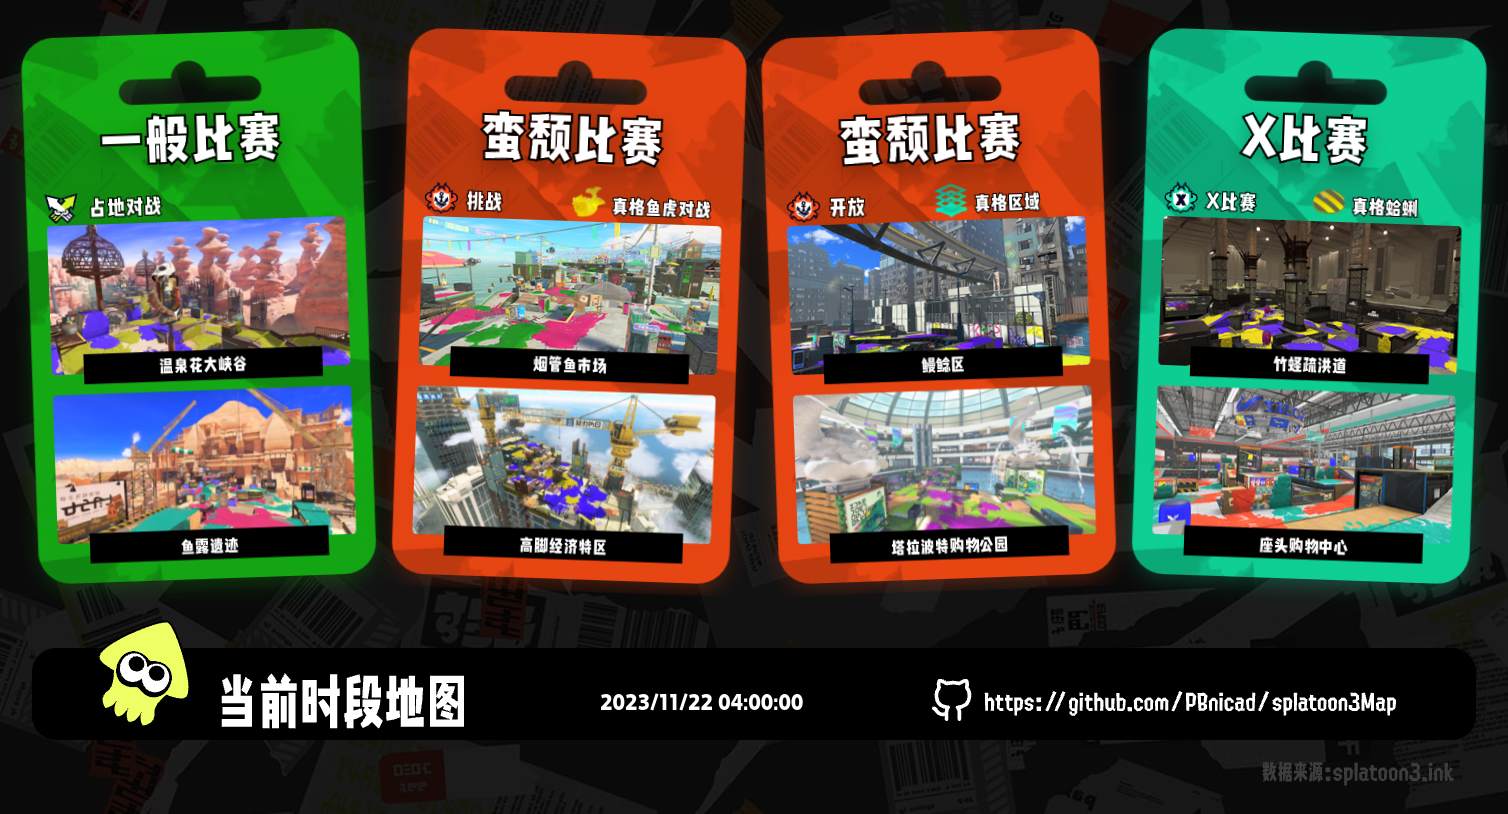 一般比赛
占地对战
温泉花大峡谷
鱼露遗迹
蛮颓比赛
挑战
真格鱼虎对战
烟管鱼市场
高脚经济特区
蛮颓比赛
开放
真格区域
鳗鲶区
塔拉波特购物公园
X比赛
X比赛
真格蛤蜊
竹蛏疏洪道
座头购物中心
当前时段地图
2023/11/22 04:00:00
https://github.com/PBnicad/splatoon3Map
数据来源:splatoon3.ink